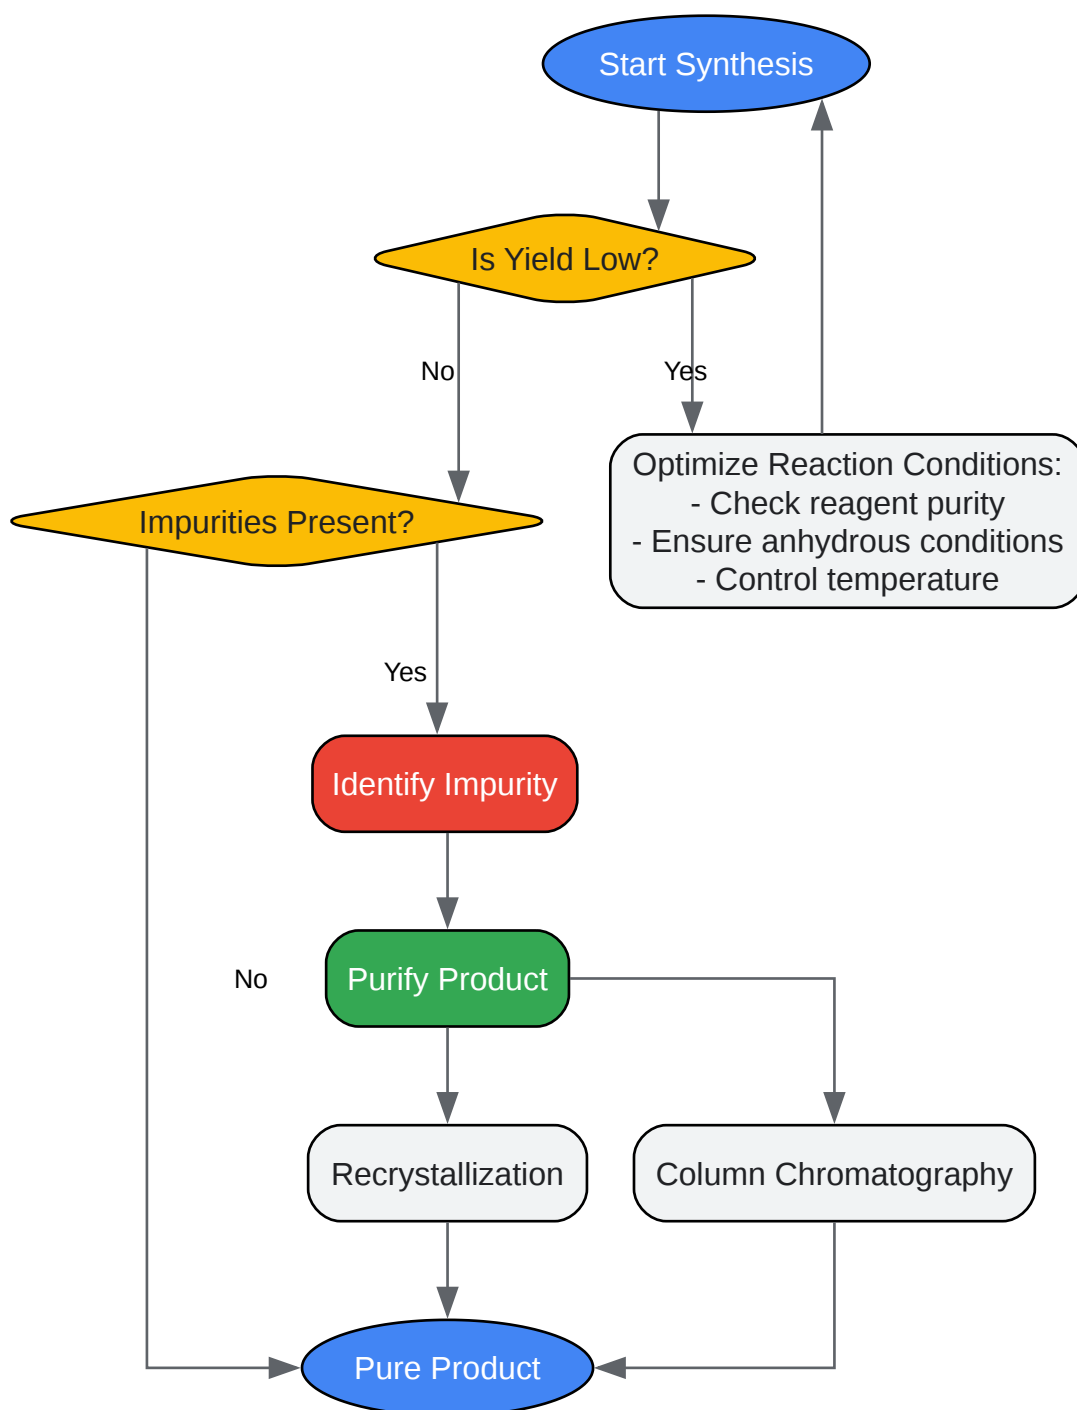 Start Synthesis
Is Yield Low?
No
Yes
Optimize Reaction Conditions:
- Check reagent purity
- Ensure anhydrous conditions
- Control temperature
Impurities Present?
Yes
Identify Impurity
No
Purify Product
Recrystallization
Column Chromatography
Pure Product